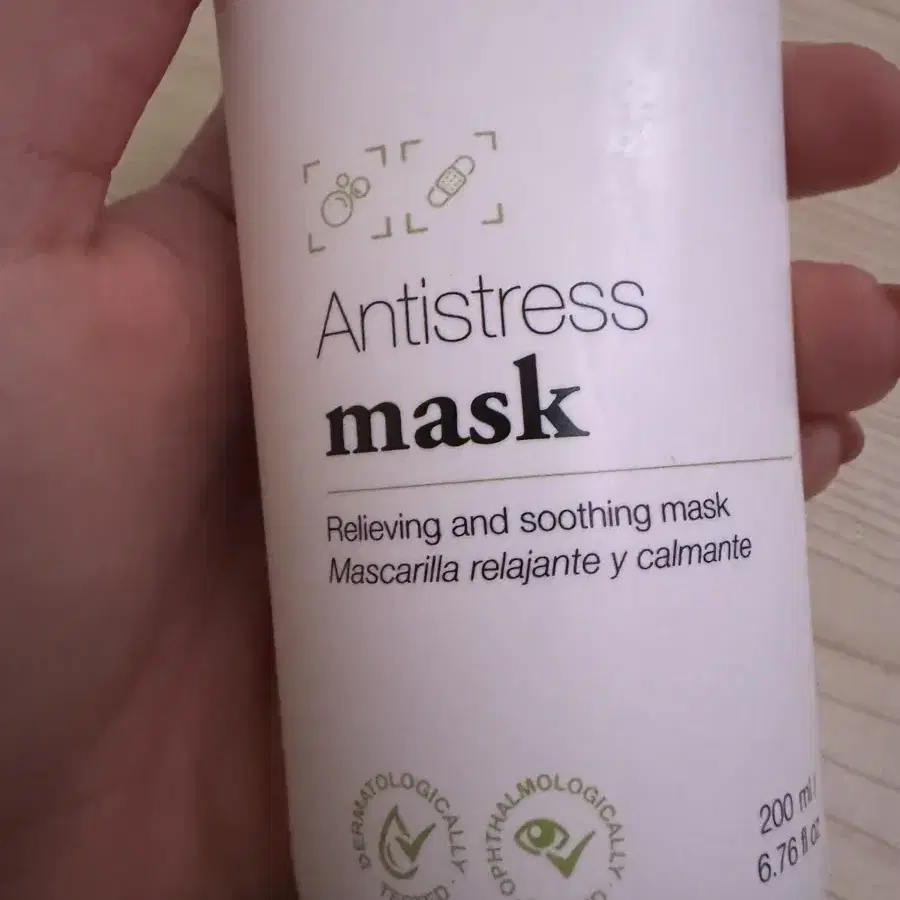 Antistress
mask
Relieving and soothing mask
Mascarilla relajante y calmante
DERMATOLOGICALLY
TESTED
OPHTHALMOLOGICALLY
200 ml
6.76 fl oz